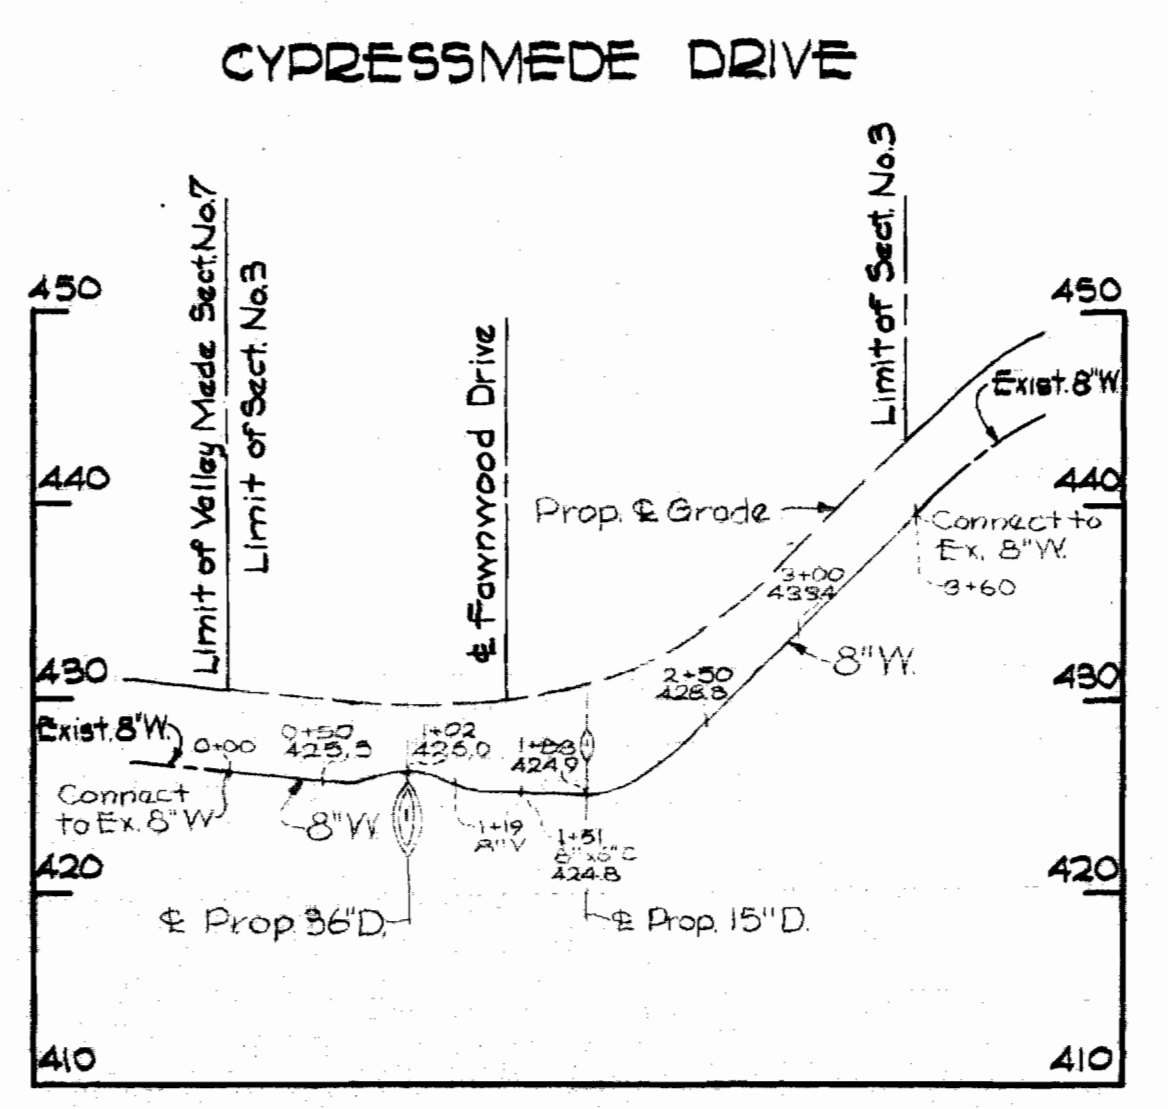 CYPRESSMEDE DRIVE
Limit of Valley Mede Sect. No.7
Limit of Sect. No.3
℄ Fawnwood Drive
Limit of Sect. No.3
450
450
Exist. 8"W.
440
440
Prop. ℄ Grade
Connect to
Ex. 8"W.
3+60
3+00
433.4
8"W.
430
430
2+50
428.8
Exist. 8"W.
0+00
0+50
1+02
426.0
424.9
Connect
to Ex. 8"W
8"W
1+19
8"V
1+51
8"x6"C
424.8
420
420
℄ Prop. 36"D.
℄ Prop. 15"D.
410
410